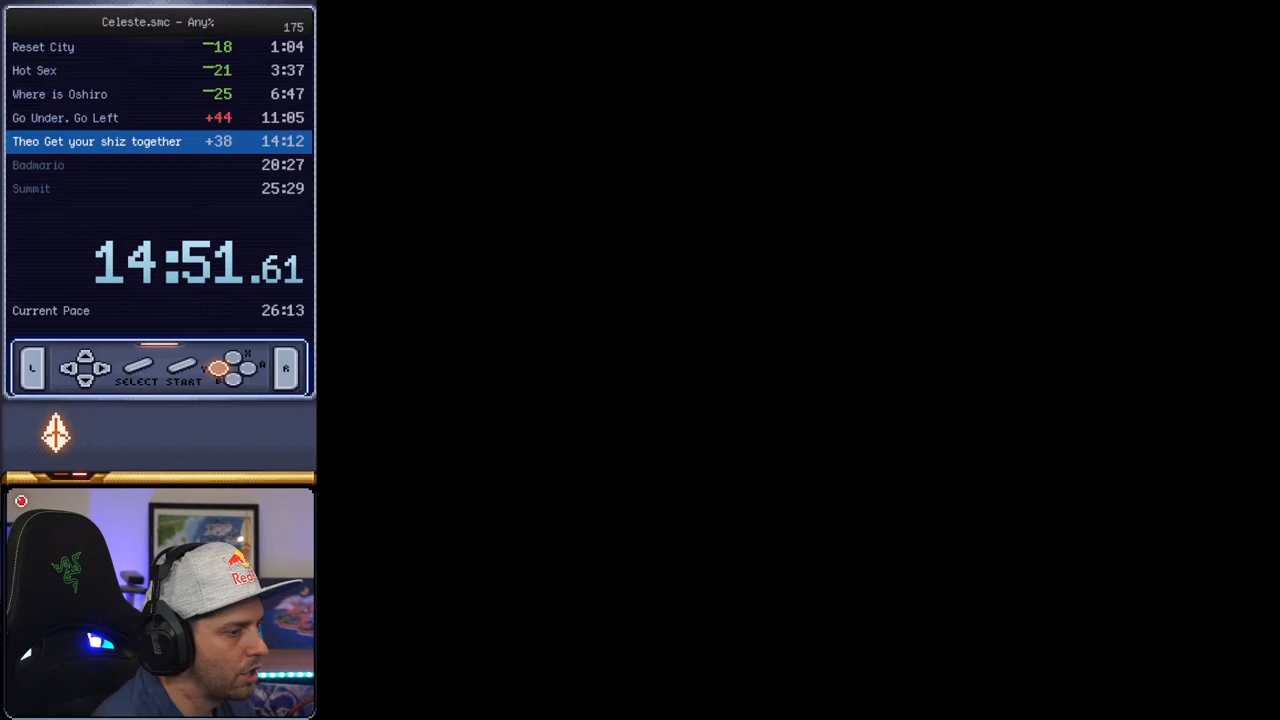 Celeste.smc - Any%
175
Reset City -18 1:04
Hot Sex -21 3:37
Where is Oshiro -25 6:47
Go Under. Go Left +44 11:05
Theo Get your shiz together +38 14:12
Badmario 20:27
Summit 25:29
14:51.61
Current Pace 26:13
L
X
Y
A
B
R
SELECT START
Red